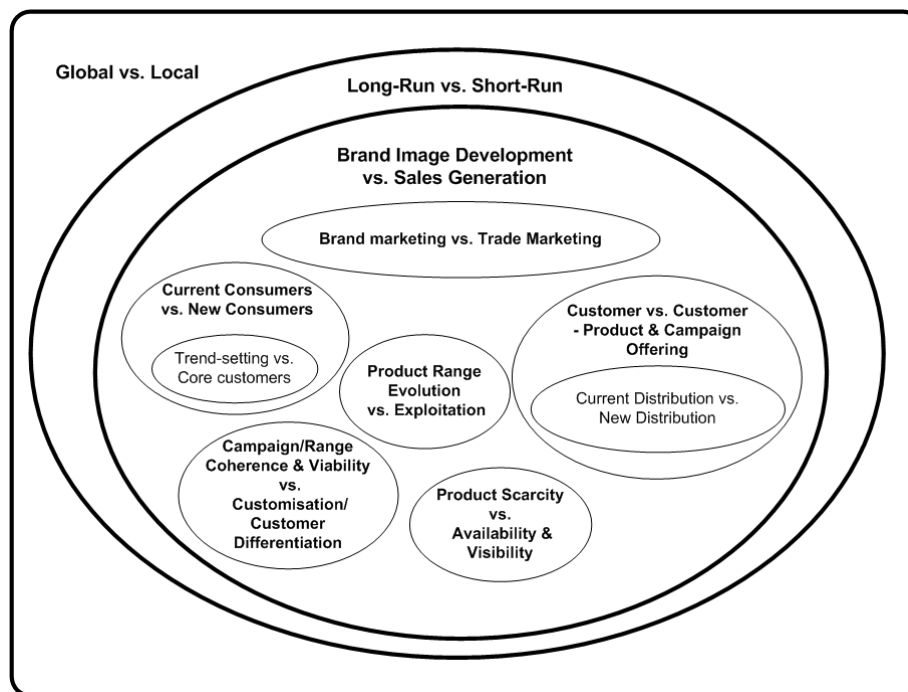 Global vs. Local
Long-Run vs. Short-Run
Brand Image Development
vs. Sales Generation
Brand marketing vs. Trade Marketing
Current Consumers
vs. New Consumers
Trend-setting vs.
Core customers
Customer vs. Customer
- Product & Campaign
Offering
Current Distribution vs.
New Distribution
Product Range
Evolution
vs. Exploitation
Campaign/Range
Coherence & Viability
vs.
Customisation/
Customer
Differentiation
Product Scarcity
vs.
Availability &
Visibility